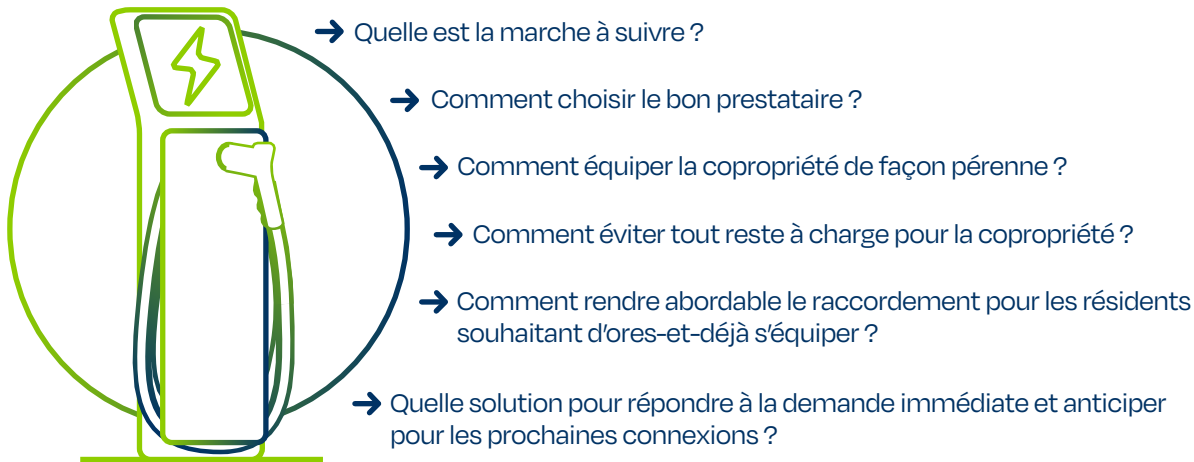 Quelle est la marche à suivre ?
Comment choisir le bon prestataire ?
Comment équiper la copropriété de façon pérenne ?
Comment éviter tout reste à charge pour la copropriété ?
Comment rendre abordable le raccordement pour les résidents
souhaitant d'ores-et-déjà s'équiper ?
Quelle solution pour répondre à la demande immédiate et anticiper
pour les prochaines connexions ?